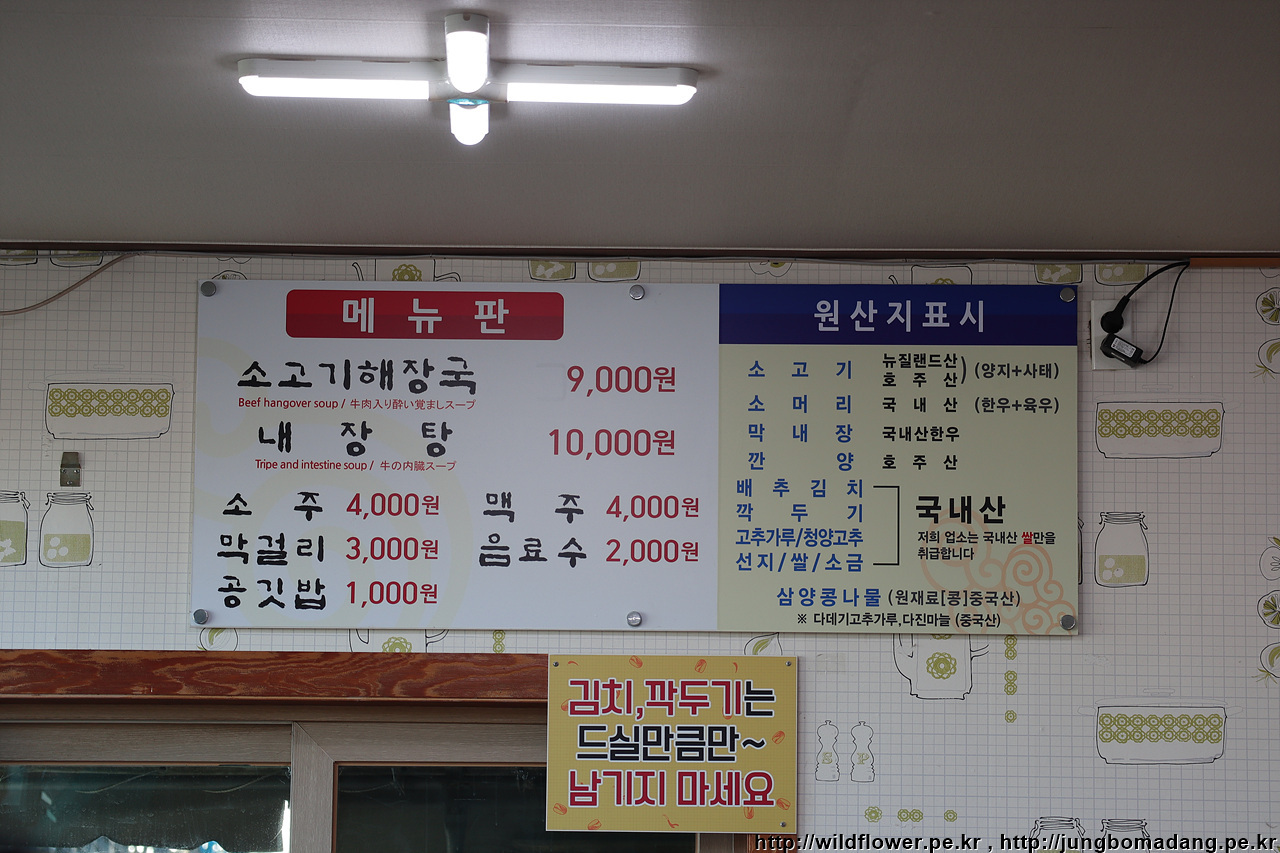 메뉴판
소고기해장국 9,000원
Beef hangover soup / 牛肉入り酔い覚ましスープ
내장탕 10,000원
Tripe and intestine soup / 牛の内臓スープ
소주 4,000원 맥주 4,000원
막걸리 3,000원 음료수 2,000원
공깃밥 1,000원
원산지표시
소고기 뉴질랜드산
호주산 ) (양지+사태)
소머리 국내산 (한우+육우)
막내장 국내산한우
깐양 호주산
배추김치
깍두기
고추가루/청양고추
선지/쌀/소금
국내산
저희 업소는 국내산 쌀만을
취급합니다
삼양콩나물 (원재료[콩]중국산)
※ 다데기고추가루,다진마늘 (중국산)
김치,깍두기는
드실만큼만~
남기지 마세요
S P
http://wildflower.pe.kr , http://jungbomadang.pe.kr